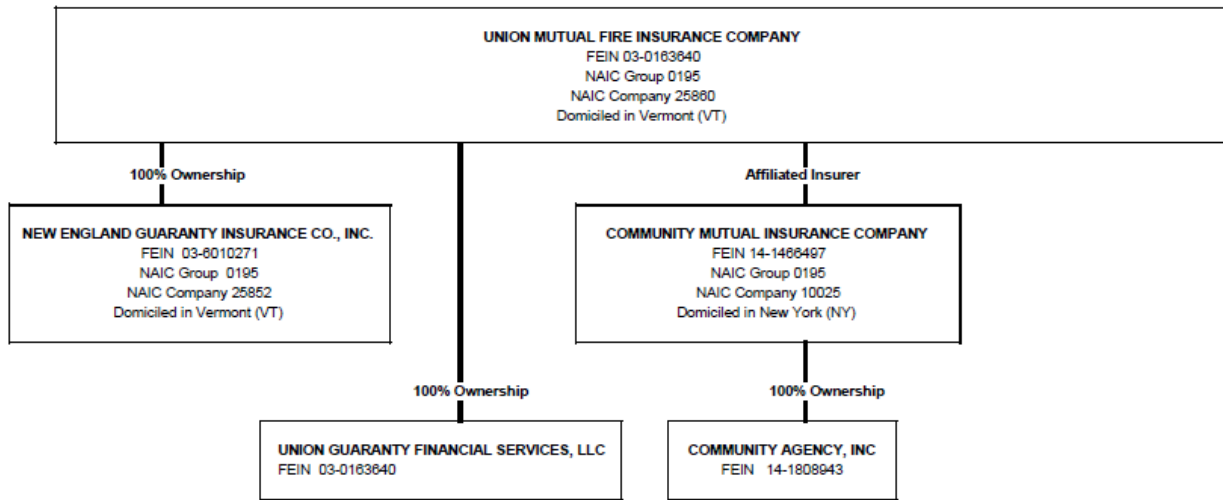 UNION MUTUAL FIRE INSURANCE COMPANY
FEIN 03-0163640
NAIC Group 0195
NAIC Company 25860
Domiciled in Vermont (VT)
100% Ownership
Affiliated Insurer
NEW ENGLAND GUARANTY INSURANCE CO., INC.
FEIN 03-6010271
NAIC Group 0195
NAIC Company 25852
Domiciled in Vermont (VT)
COMMUNITY MUTUAL INSURANCE COMPANY
FEIN 14-1466497
NAIC Group 0195
NAIC Company 10025
Domiciled in New York (NY)
100% Ownership
100% Ownership
UNION GUARANTY FINANCIAL SERVICES, LLC
FEIN 03-0163640
COMMUNITY AGENCY, INC
FEIN 14-1808943